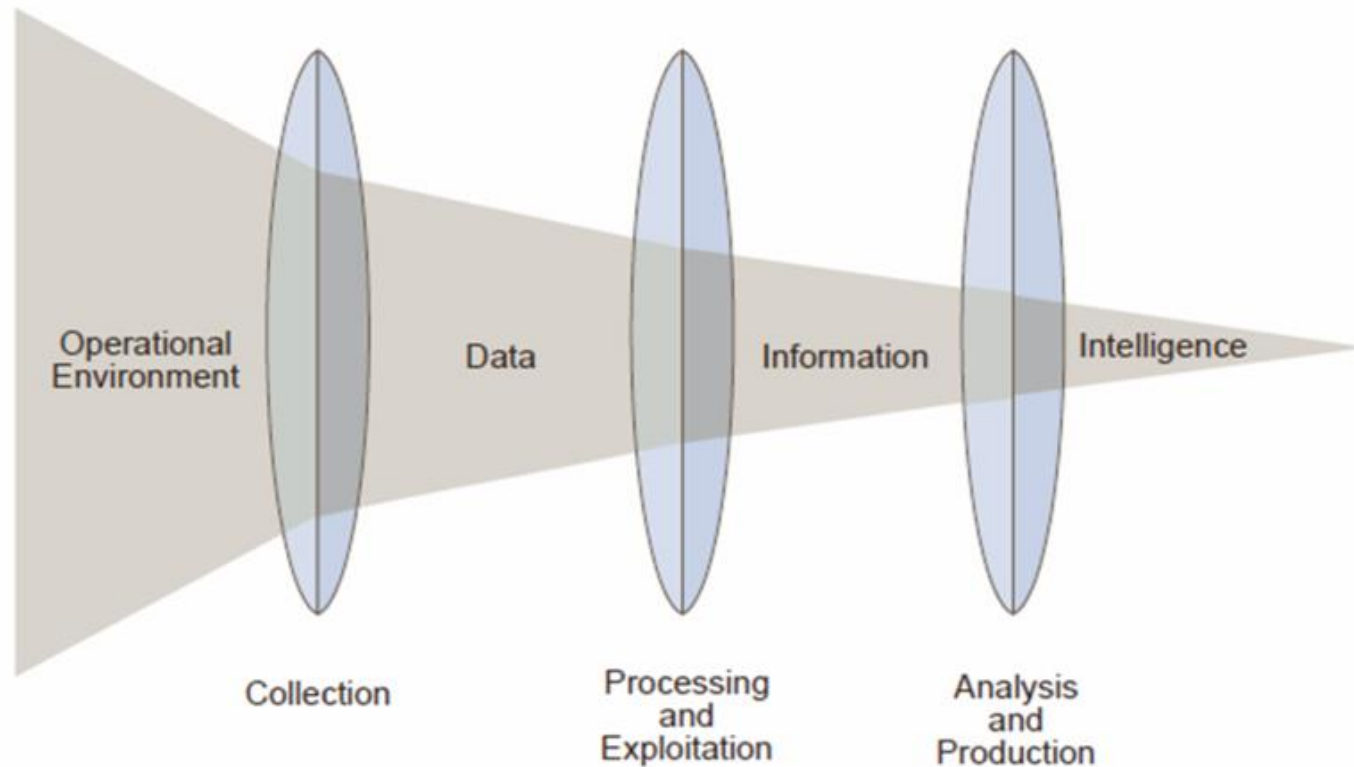 Operational
Environment
Data
Information
Intelligence
Collection
Processing
and
Exploitation
Analysis
and
Production